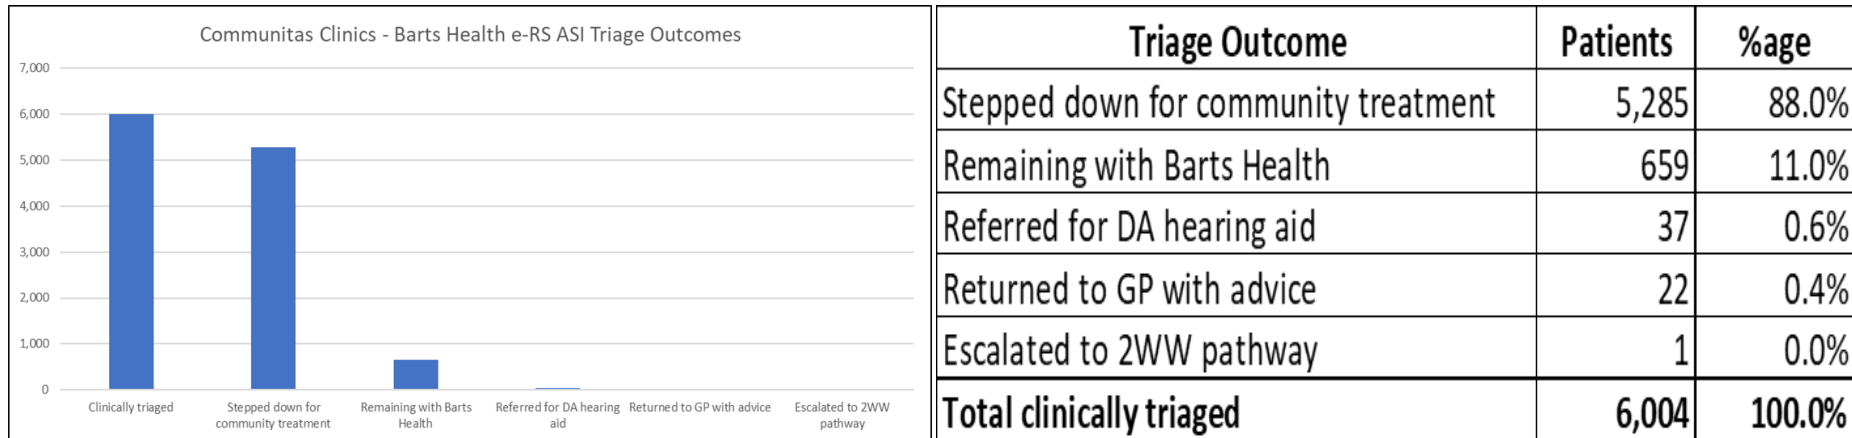 Communitas Clinics - Barts Health e-RS ASI Triage Outcomes
7,000
6,000
5,000
4,000
3,000
2,000
1,000
0
Clinically triaged
Stepped down for
community treatment
Remaining with Barts
Health
Referred for DA hearing
aid
Returned to GP with advice
Escalated to 2WW
pathway
Triage Outcome Patients %age
Stepped down for community treatment 5,285 88.0%
Remaining with Barts Health 659 11.0%
Referred for DA hearing aid 37 0.6%
Returned to GP with advice 22 0.4%
Escalated to 2WW pathway 1 0.0%
Total clinically triaged 6,004 100.0%